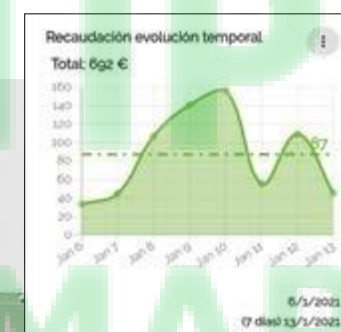 Recaudación evolución temporal
Total: 692 €
160
140
120
100
80
60
40
20
0
87
Jan 6 Jan 7 Jan 8 Jan 9 Jan 10 Jan 11 Jan 12 Jan 13
6/1/2021
(7 días) 13/1/2021